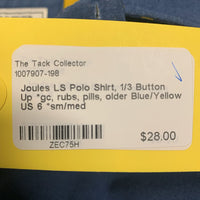 The Tack Collector
1007907-198
Joules LS Polo Shirt, 1/3 Button
Up *gc, rubs, pills, older Blue/Yellow
US 6 *sm/med
$28.00
ZEC75H